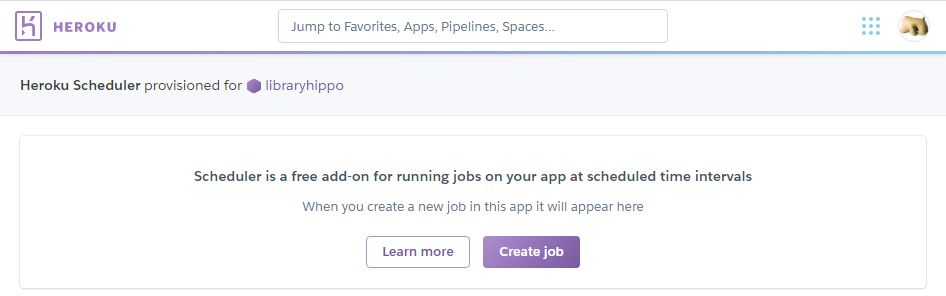 HEROKU
Jump to Favorites, Apps, Pipelines, Spaces...
Heroku Scheduler provisioned for libraryhippo
Scheduler is a free add-on for running jobs on your app at scheduled time intervals
When you create a new job in this app it will appear here
Learn more Create job